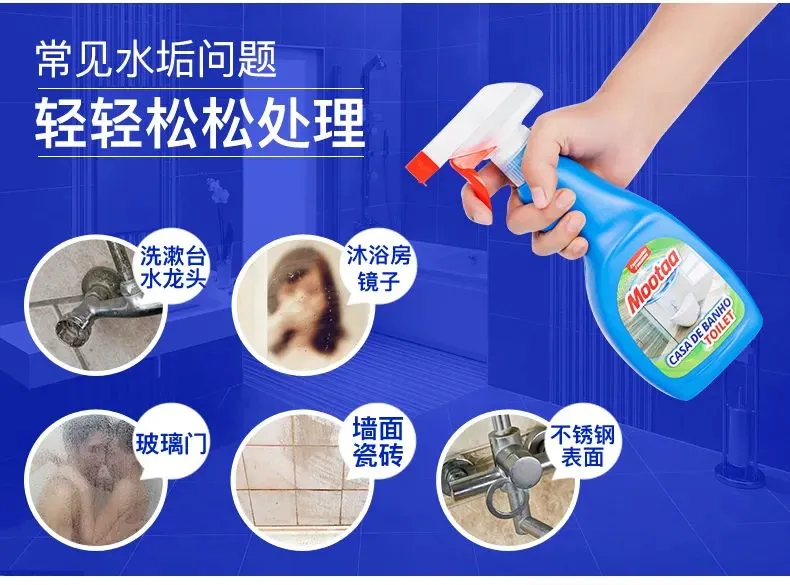 常见水垢问题
轻轻松松处理
洗漱台
水龙头
沐浴房
镜子
Mootaa
CASA DE BANHO
TOILET
玻璃门
墙面
瓷砖
不锈钢
表面